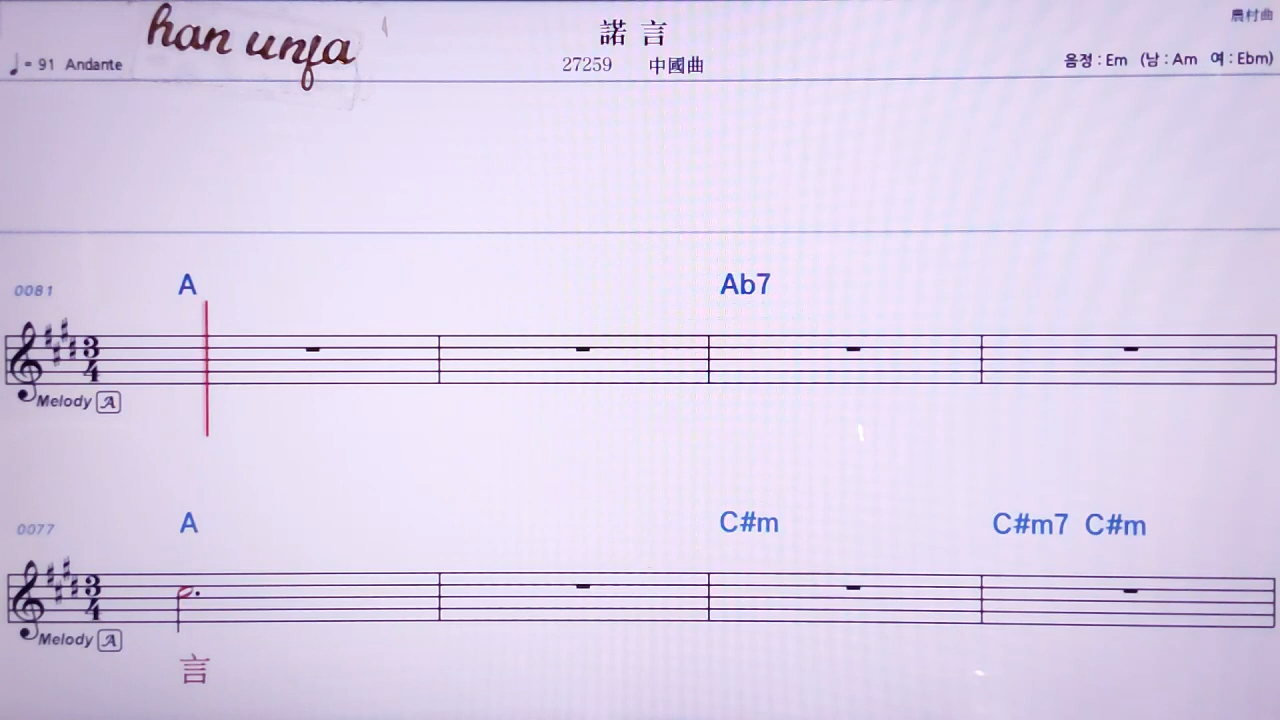 han unja
諾言
農村曲
♩= 91 Andante
27259 中國曲
음정 : Em (남 : Am 여 : Ebm)
0081
A Ab7
3
4
Melody A
0077
A C#m C#m7 C#m
3
4
Melody A
言